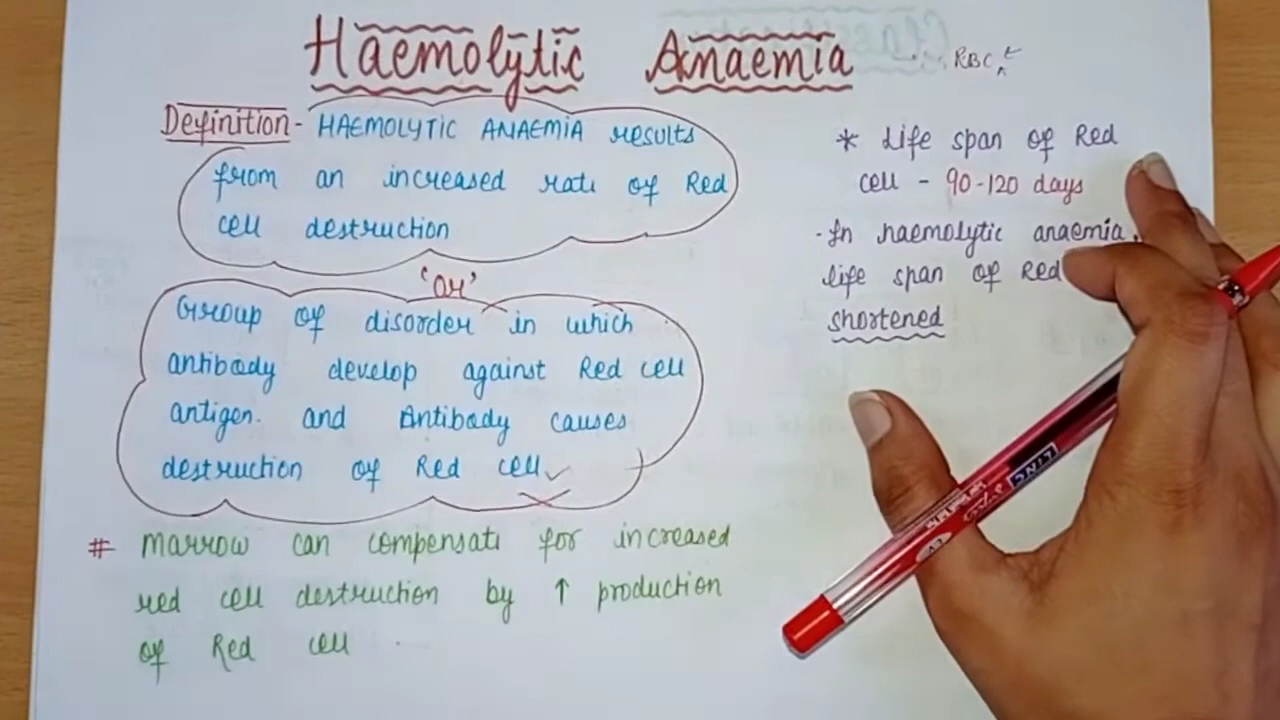 Haemolytic Anaemia
RBC
Definition - HAEMOLYTIC ANAEMIA results
from an increased rate of Red
cell destruction
'or'
Group of disorder in which
antibody develop against Red cell
antigen. and Antibody causes
destruction of Red cell
# Marrow can compensate for increased
red cell destruction by ↑ production
of Red cell
* Life span of Red
cell - 90-120 days
- In haemolytic anaemia,
life span of Red
shortened
LINC